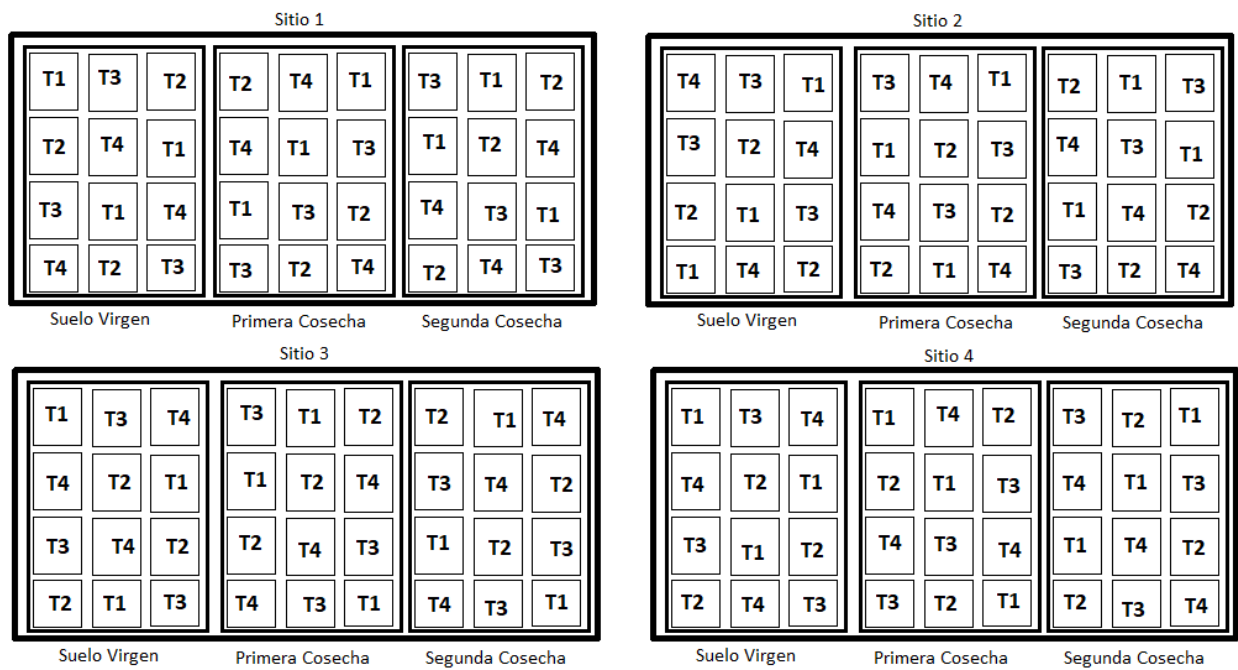 Sitio 1
T1 T3 T2 T2 T4 T1 T3 T1 T2
T2 T4 T1 T4 T1 T3 T1 T2 T4
T3 T1 T4 T1 T3 T2 T4 T3 T1
T4 T2 T3 T3 T2 T4 T2 T4 T3
Suelo Virgen Primera Cosecha Segunda Cosecha
Sitio 2
T4 T3 T1 T3 T4 T1 T2 T1 T3
T3 T2 T4 T1 T2 T3 T4 T3 T1
T2 T1 T3 T4 T3 T2 T1 T4 T2
T1 T4 T2 T2 T1 T4 T3 T2 T4
Suelo Virgen Primera Cosecha Segunda Cosecha
Sitio 3
T1 T3 T4 T3 T1 T2 T2 T1 T4
T4 T2 T1 T1 T2 T4 T3 T4 T2
T3 T4 T2 T2 T4 T3 T1 T2 T3
T2 T1 T3 T4 T3 T1 T4 T3 T1
Suelo Virgen Primera Cosecha Segunda Cosecha
Sitio 4
T1 T3 T4 T1 T4 T2 T3 T2 T1
T4 T2 T1 T2 T1 T3 T4 T1 T3
T3 T1 T2 T4 T3 T4 T1 T4 T2
T2 T4 T3 T3 T2 T1 T2 T3 T4
Suelo Virgen Primera Cosecha Segunda Cosecha